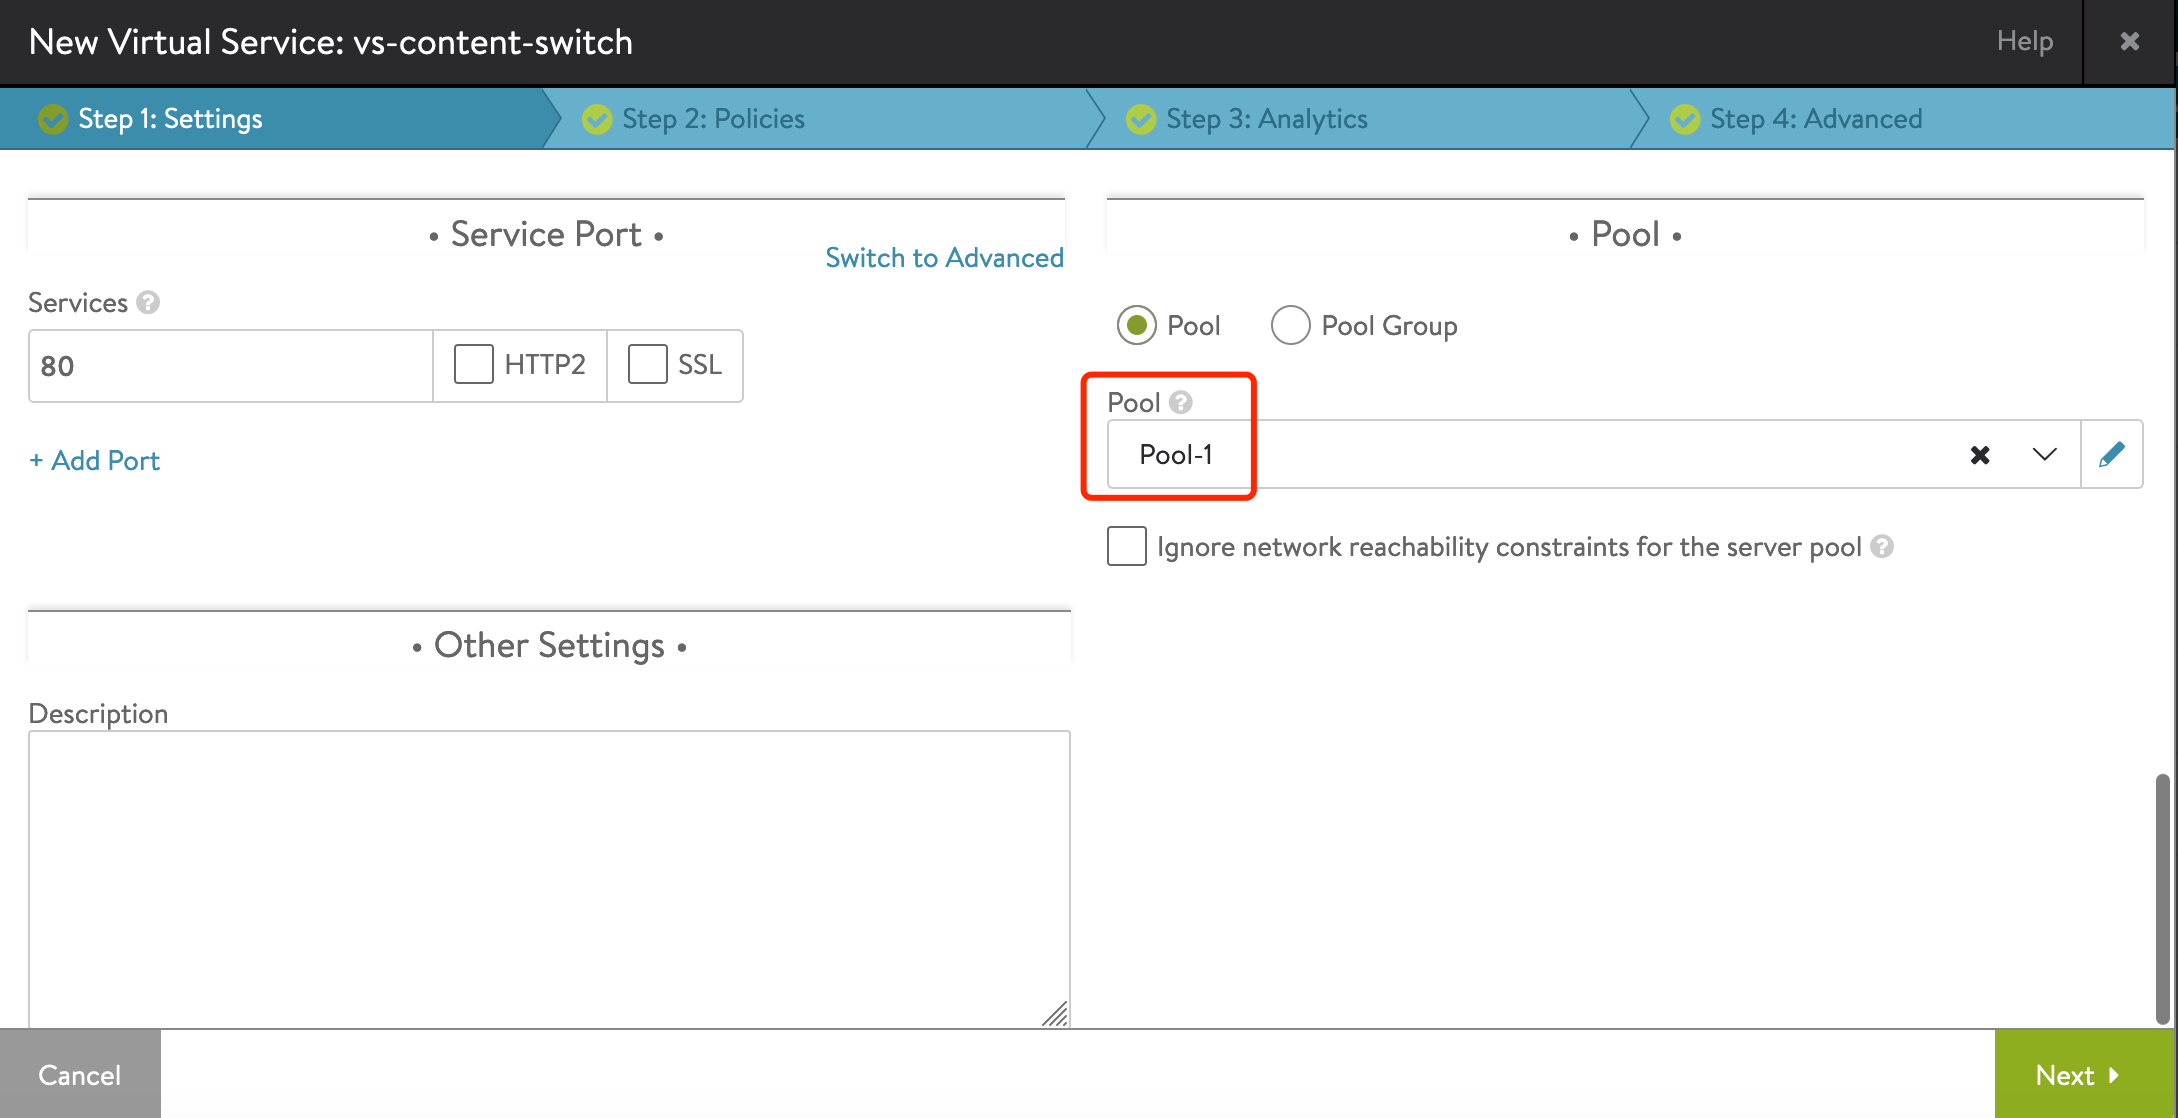 New Virtual Service: vs-content-switch
Help
Step 1: Settings
Step 2: Policies
Step 3: Analytics
Step 4: Advanced
• Service Port •
Switch to Advanced
Services
80
HTTP2
SSL
+ Add Port
• Pool •
Pool
Pool Group
Pool
Pool-1
Ignore network reachability constraints for the server pool
• Other Settings •
Description
Cancel
Next